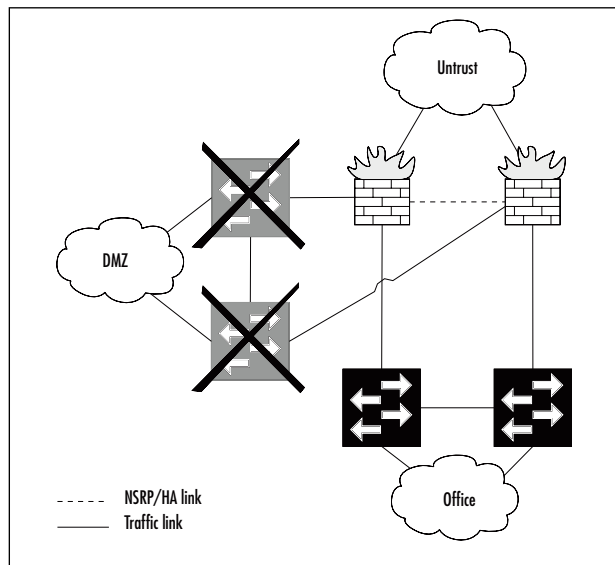 Untrust
DMZ
Office
NSRP/HA link
Traffic link